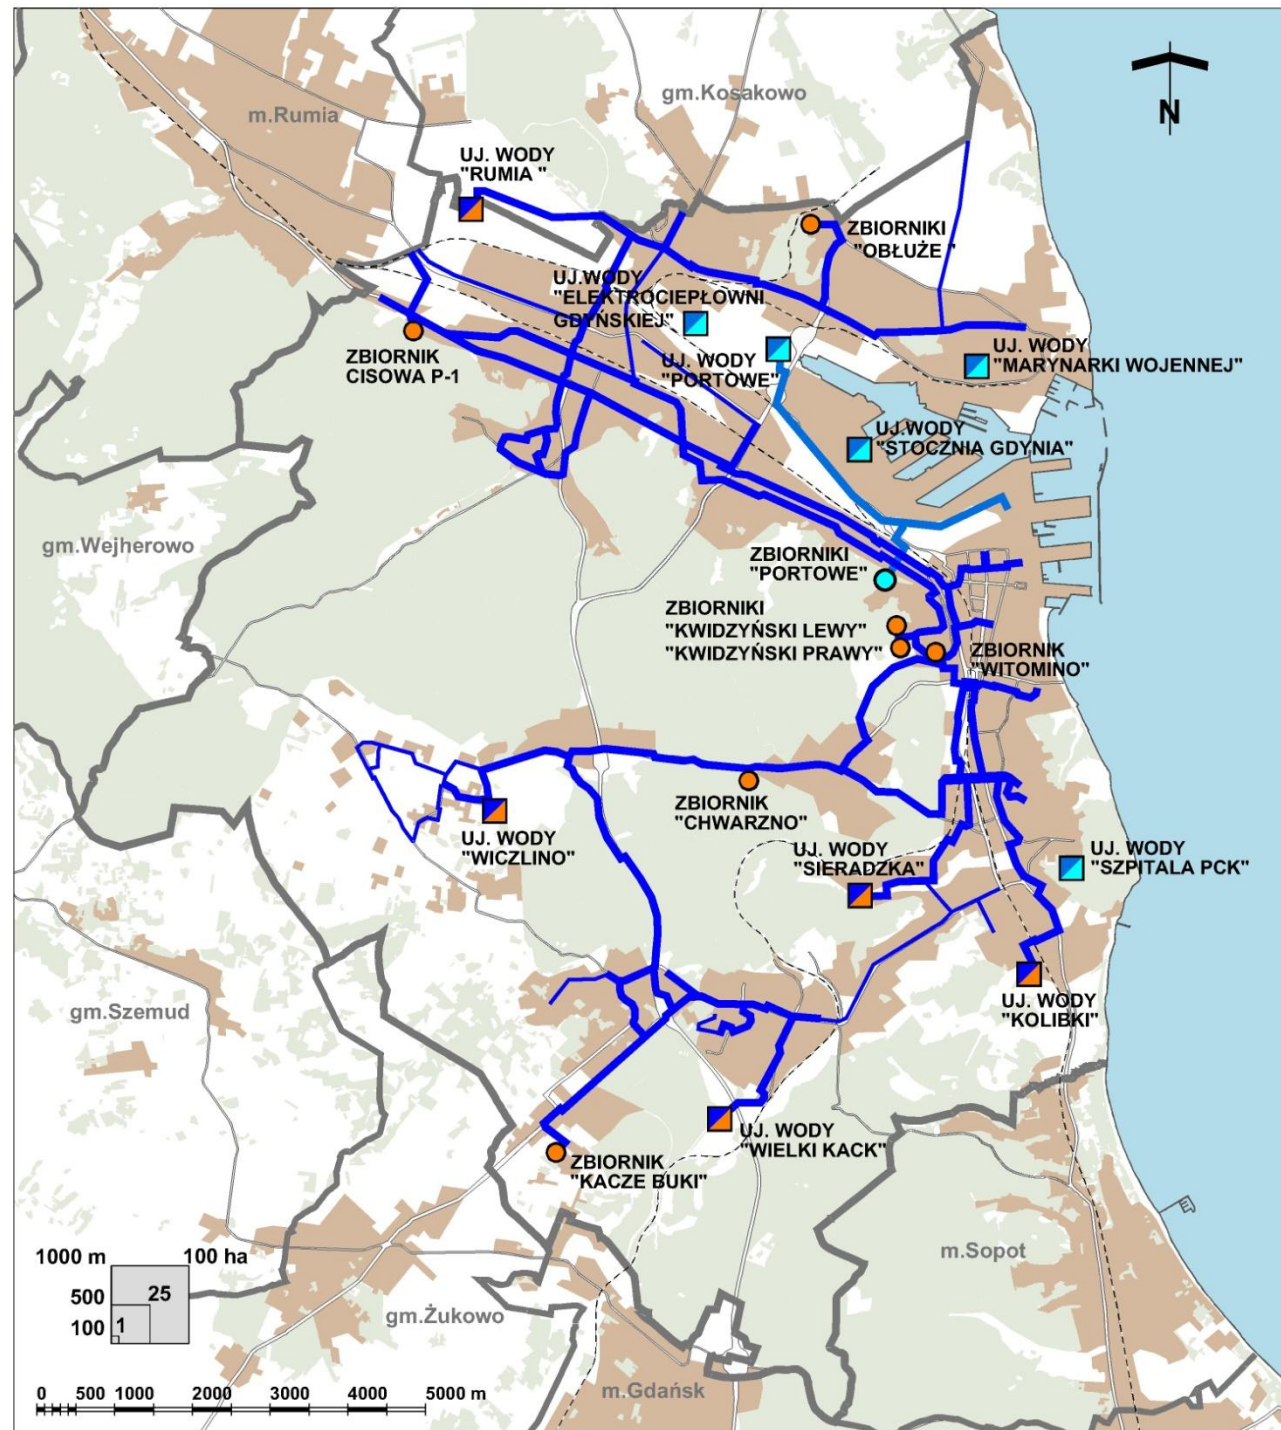 gm.Kosakowo
m.Rumia
N
UJ. WODY
"RUMIA "
ZBIORNIKI
"OBŁUŻE "
UJ.WODY
"ELEKTROCIEPŁOWNI
GDYŃSKIEJ"
UJ. WODY
"PORTOWE"
UJ. WODY
"MARYNARKI WOJENNEJ"
ZBIORNIK
CISOWA P-1
UJ.WODY
"STOCZNIA GDYNIA"
gm.Wejherowo
ZBIORNIKI
"PORTOWE"
ZBIORNIKI
"KWIDZYŃSKI LEWY"
"KWIDZYŃSKI PRAWY"
ZBIORNIK
"WITOMINO"
ZBIORNIK
"CHWARZNO"
UJ. WODY
"WICZLINO"
UJ. WODY
"SIERADZKA"
UJ. WODY
"SZPITALA PCK"
gm.Szemud
UJ. WODY
"KOLIBKI"
UJ. WODY
"WIELKI KACK"
ZBIORNIK
"KACZE BUKI"
m.Sopot
1000 m 100 ha
500 25
100 1
gm.Żukowo
m.Gdańsk
0 500 1000 2000 3000 4000 5000 m